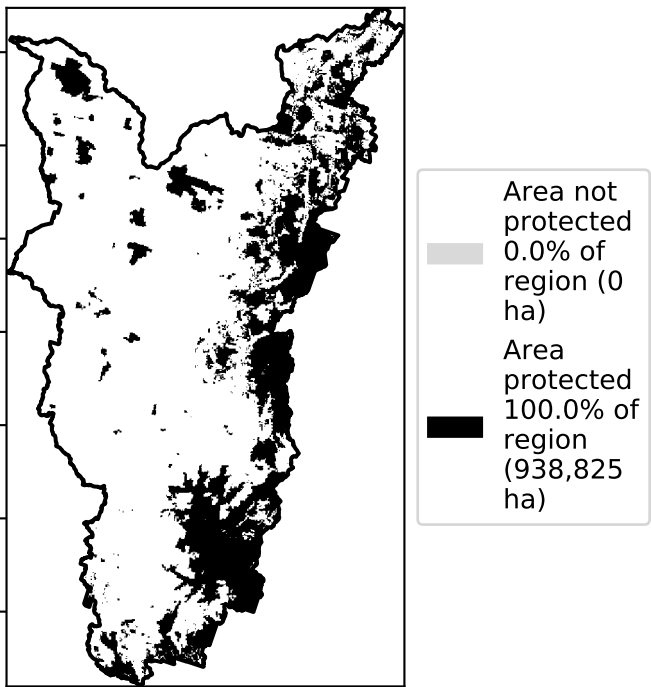 Area not
protected
0.0% of
region (0
ha)
Area
protected
100.0% of
region
(938,825
ha)